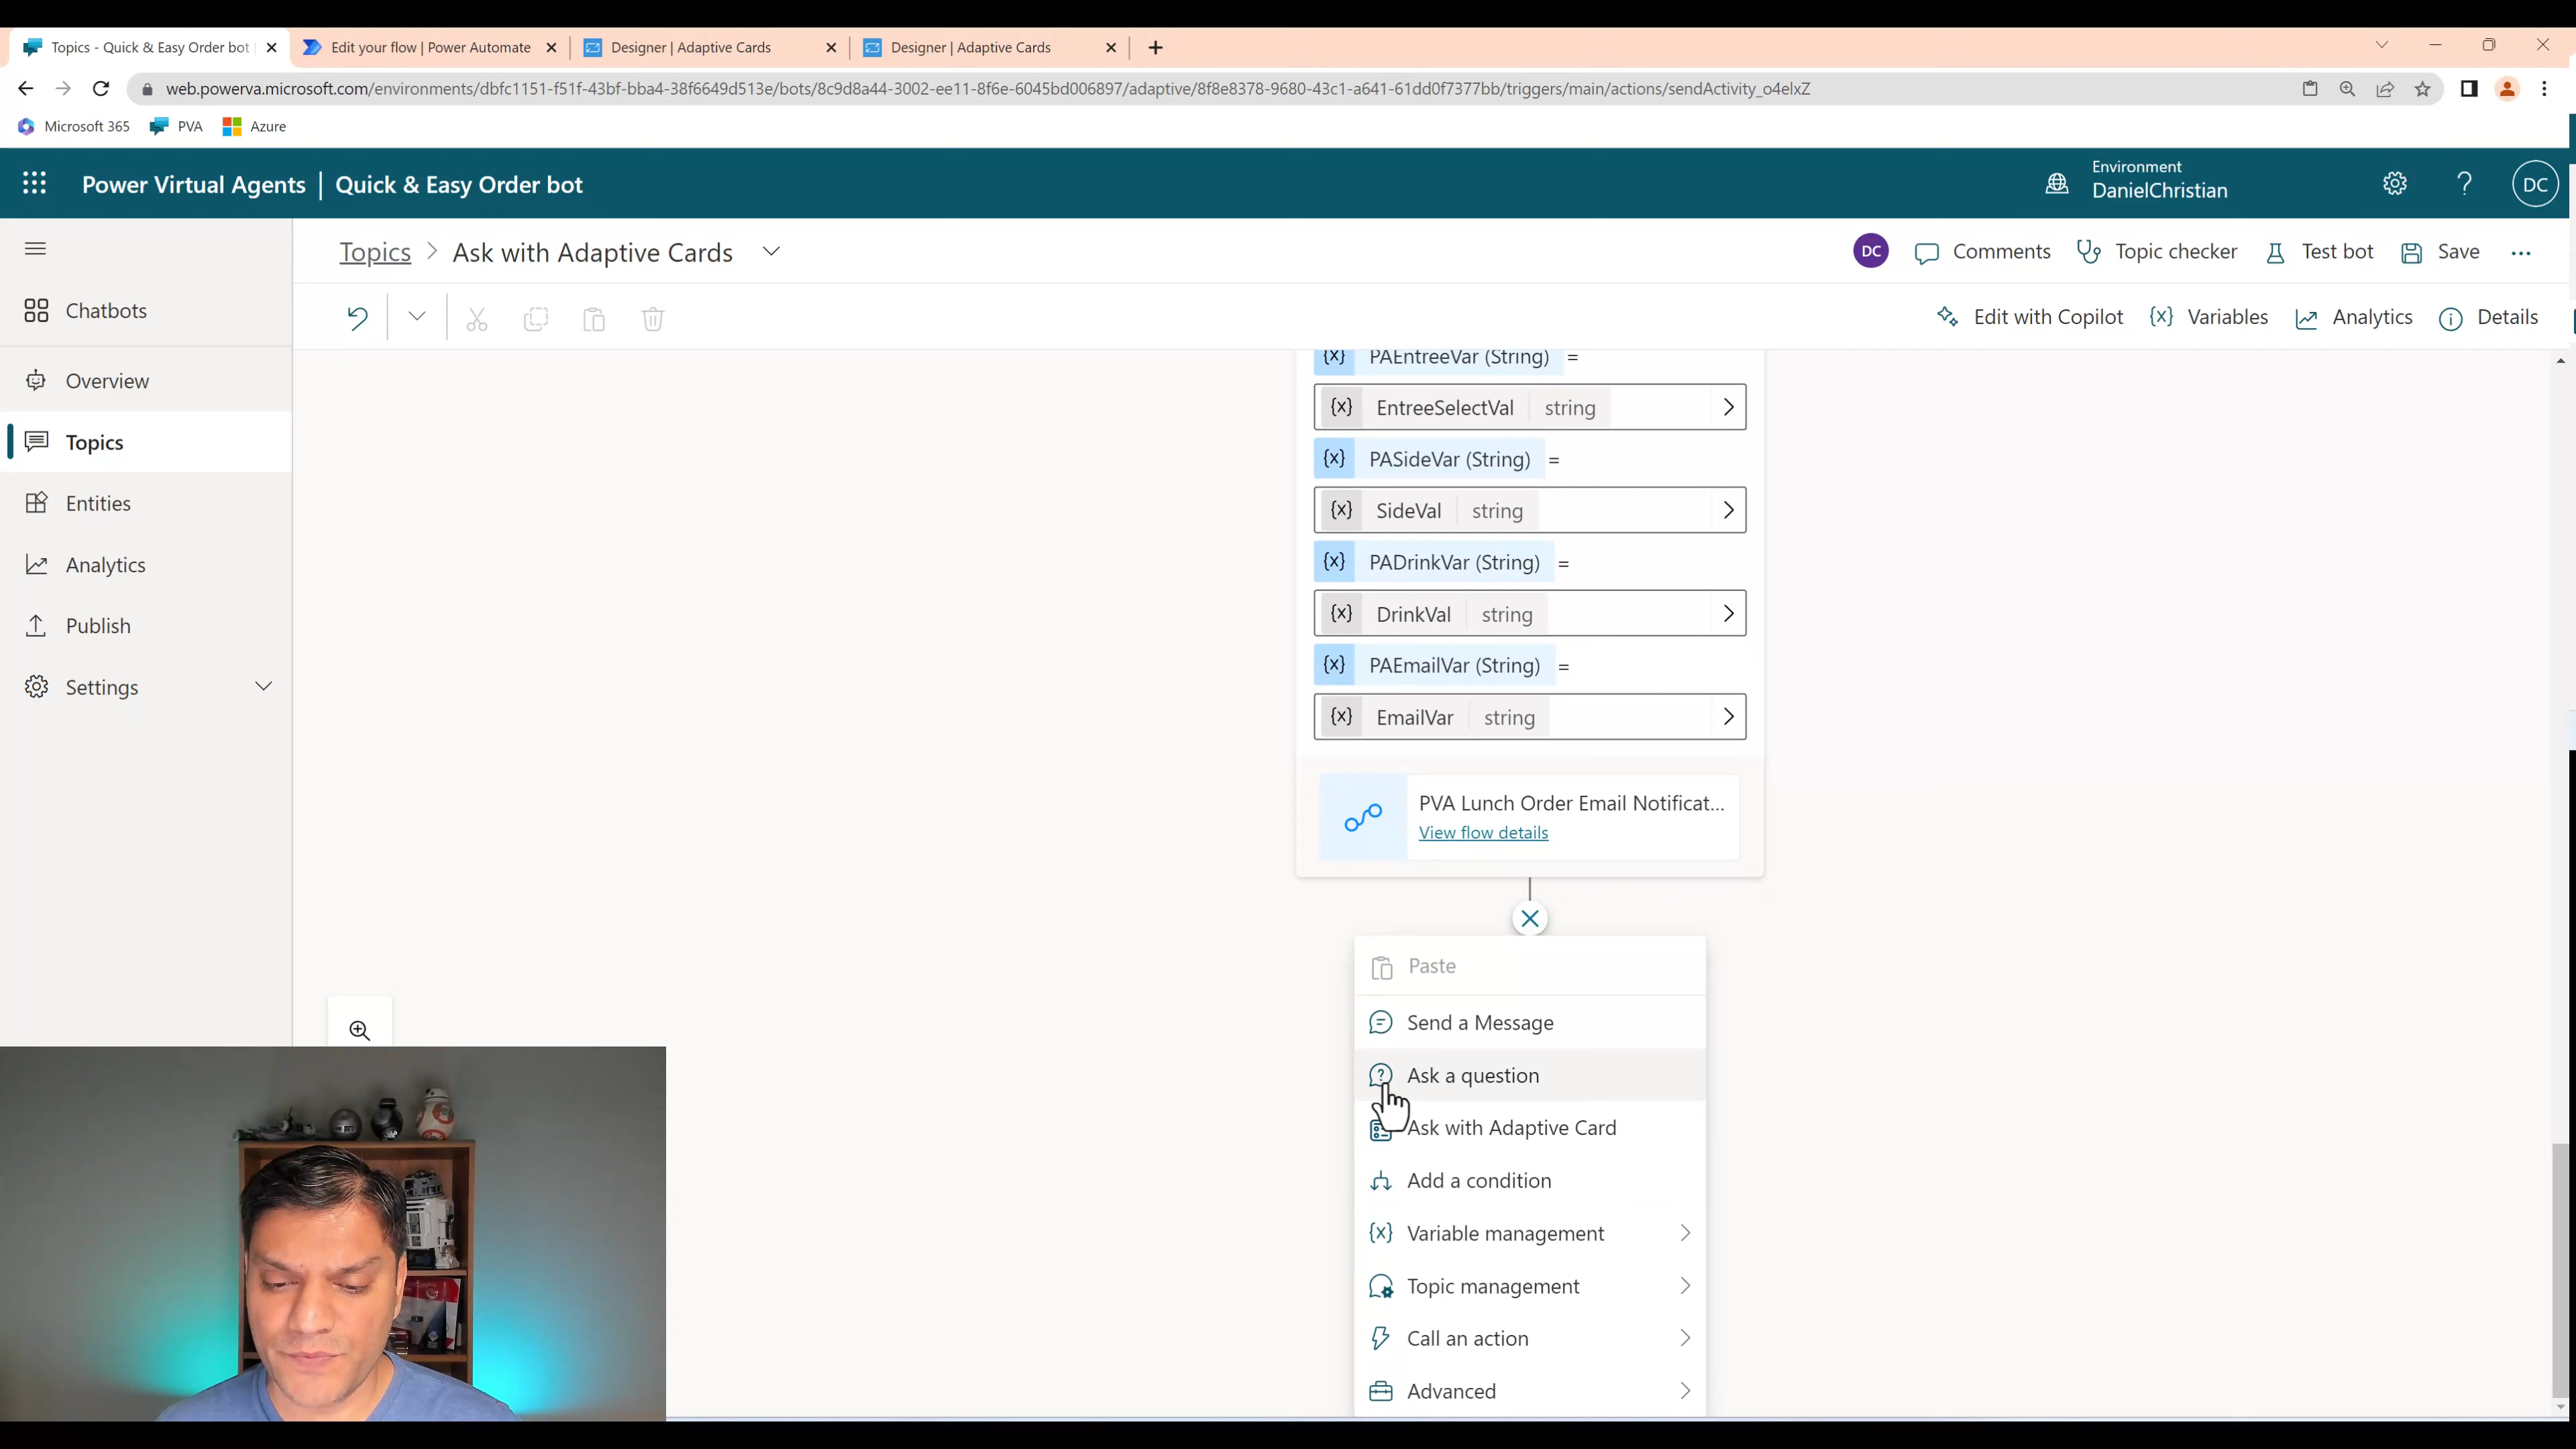 Topics - Quick & Easy Order bot |
Edit your flow | Power Automate
Designer | Adaptive Cards
Designer | Adaptive Cards
web.powerva.microsoft.com/environments/dbfc1151-f51f-43bf-bba4-38f6649d513e/bots/8c9d8a44-3002-ee11-8f6e-6045bd006897/adaptive/8f8e8378-9680-43c1-a641-61dd0f7377bb/triggers/main/actions/sendActivity_o4elxZ
Microsoft 365
PVA
Azure
Power Virtual Agents | Quick & Easy Order bot
Environment
DanielChristian
DC
Topics > Ask with Adaptive Cards
DC
Comments
Topic checker
Test bot
Save
...
Edit with Copilot
{x} Variables
Analytics
Details
Chatbots
Overview
Topics
Entities
Analytics
Publish
Settings
{x} PAEntreeVar (String) =
{x} EntreeSelectVal string
{x} PASideVar (String) =
{x} SideVal string
{x} PADrinkVar (String) =
{x} DrinkVal string
{x} PAEmailVar (String) =
{x} EmailVar string
PVA Lunch Order Email Notificat...
View flow details
Paste
Send a Message
Ask a question
Ask with Adaptive Card
Add a condition
{x} Variable management
Topic management
Call an action
Advanced